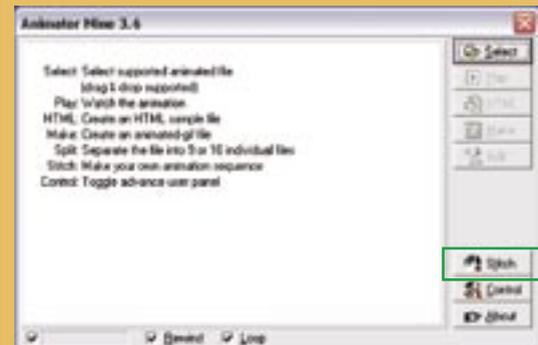 Animator Mine 3.6
Select: Select supported animated file
(drag & drop supported)
Play: Watch the animation
HTML: Create an HTML sample file
Make: Create an animated-gif file
Split: Separate the file into 9 or 16 individual files
Stitch: Make your own animation sequence
Control: Toggle advance user panel
Select
Play
HTML
Make
Split
Stitch
Control
About
Rewind
Loop